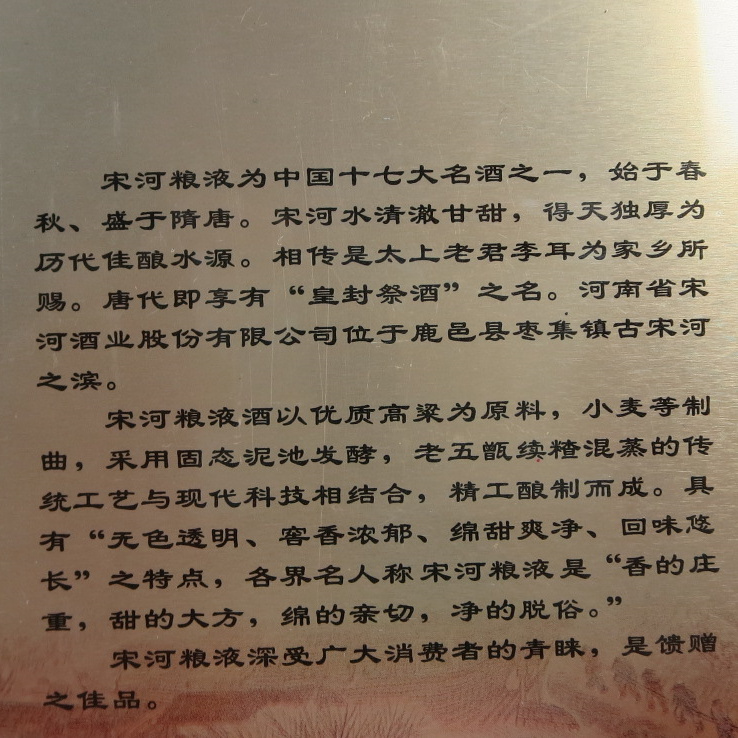 宋河粮液为中国十七大名酒之一，始于春
秋、盛于隋唐。宋河水清澈甘甜，得天独厚为
历代佳酿水源。相传是太上老君李耳为家乡所
赐。唐代即享有“皇封祭酒”之名。河南省宋
河酒业股份有限公司位于鹿邑县枣集镇古宋河
之滨。
宋河粮液酒以优质高粱为原料，小麦等制
曲，采用固态泥池发酵，老五甑续糌混蒸的传
统工艺与现代科技相结合，精工酿制而成。具
有“无色透明、窖香浓郁、绵甜爽净、回味悠
长”之特点，各界名人称宋河粮液是“香的庄
重，甜的大方，绵的亲切，净的脱俗。”
宋河粮液深受广大消费者的青睐，是馈赠
之佳品。